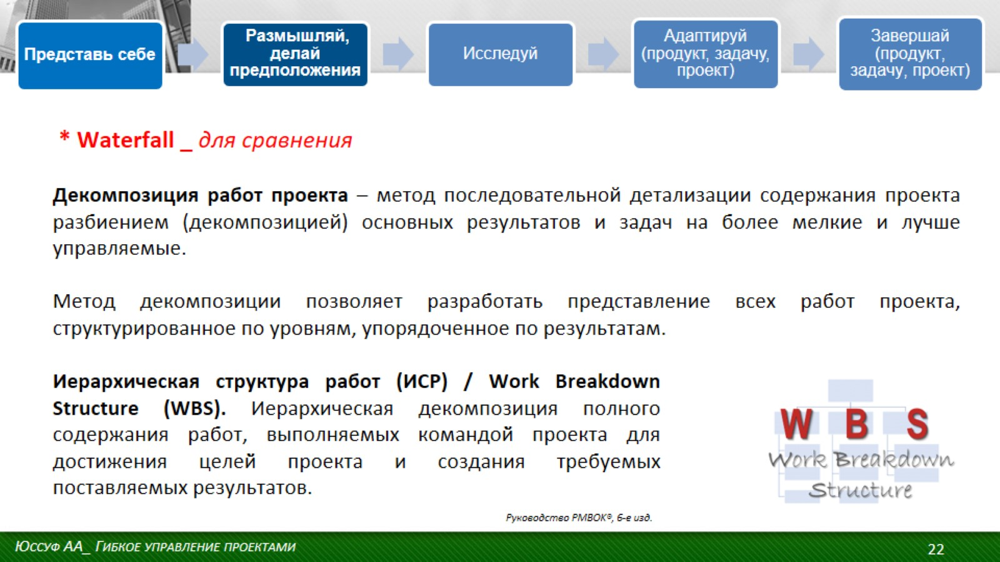 Представь себе
Размышляй,
делай
предположения
Исследуй
Адаптируй
(продукт, задачу,
проект)
Завершай
(продукт,
задачу, проект)
* Waterfall _ для сравнения
Декомпозиция работ проекта – метод последовательной детализации содержания проекта
разбиением (декомпозицией) основных результатов и задач на более мелкие и лучше
управляемые.
Метод декомпозиции позволяет разработать представление всех работ проекта,
структурированное по уровням, упорядоченное по результатам.
Иерархическая структура работ (ИСР) / Work Breakdown
Structure (WBS). Иерархическая декомпозиция полного
содержания работ, выполняемых командой проекта для
достижения целей проекта и создания требуемых
поставляемых результатов.
W B S
Work Breakdown
Structure
Руководство PMBOK®, 6-е изд.
Юссуф АА_ Гибкое управление проектами
22